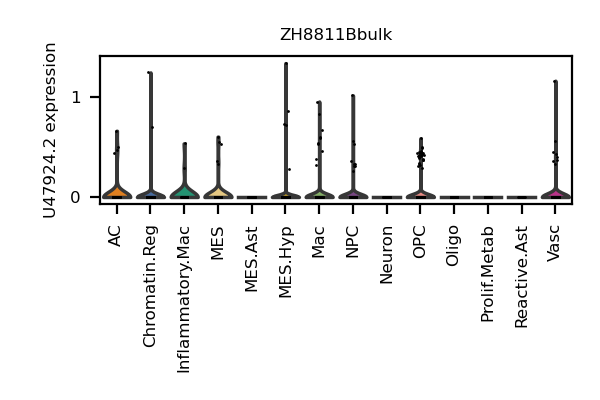 ZH8811Bbulk
U47924.2 expression
1
0
AC
Chromatin.Reg
Inflammatory.Mac
MES
MES.Ast
MES.Hyp
Mac
NPC
Neuron
OPC
Oligo
Prolif.Metab
Reactive.Ast
Vasc